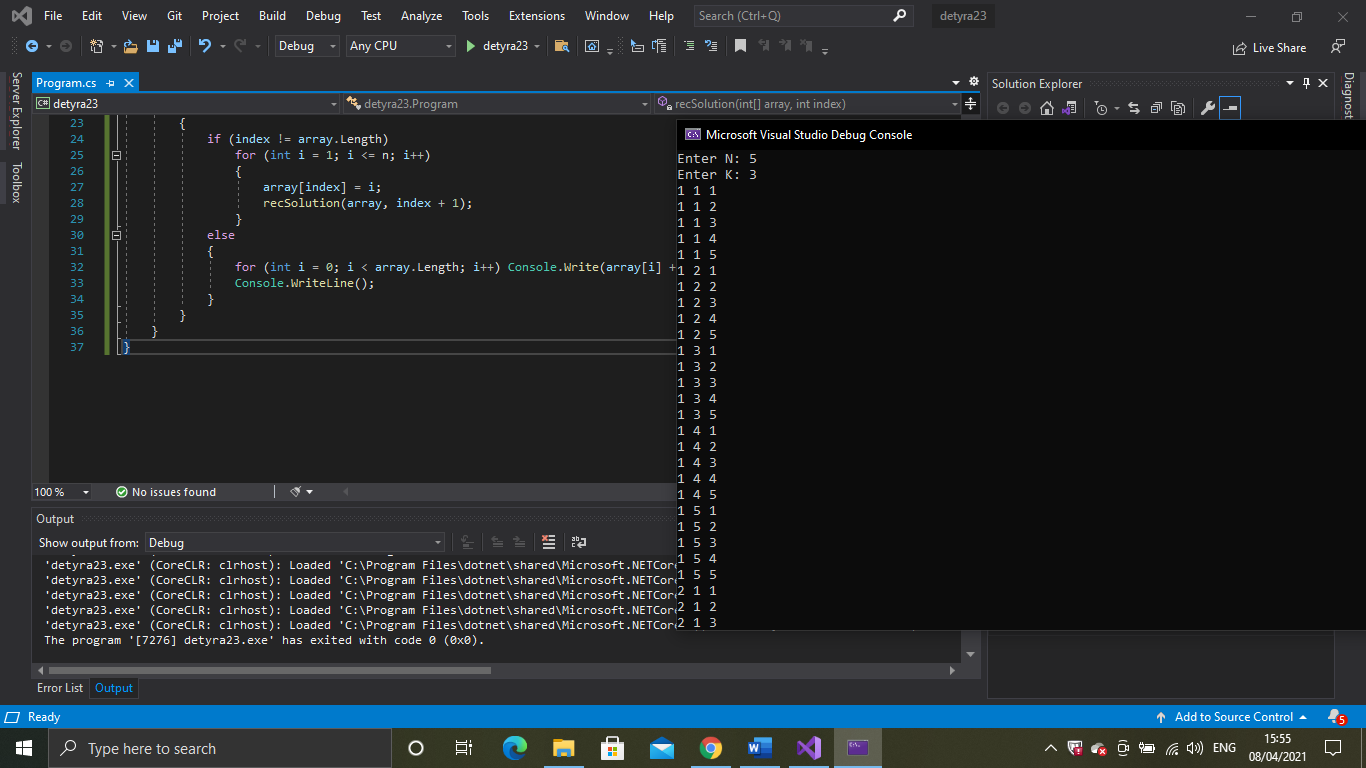 File Edit View Git Project Build Debug Test Analyze Tools Extensions Window Help Search (Ctrl+Q) detyra23
Debug Any CPU detyra23 Live Share
Server Explorer
Toolbox
Program.cs
detyra23 detyra23.Program recSolution(int[] array, int index)
23 {
24 if (index != array.Length)
25 for (int i = 1; i <= n; i++)
26 {
27 array[index] = i;
28 recSolution(array, index + 1);
29 }
30 else
31 {
32 for (int i = 0; i < array.Length; i++) Console.Write(array[i] +
33 Console.WriteLine();
34 }
35 }
36 }
37 }
100 % No issues found
Output
Show output from: Debug
'detyra23.exe' (CoreCLR: clrhost): Loaded 'C:\Program Files\dotnet\shared\Microsoft.NETCor
'detyra23.exe' (CoreCLR: clrhost): Loaded 'C:\Program Files\dotnet\shared\Microsoft.NETCor
'detyra23.exe' (CoreCLR: clrhost): Loaded 'C:\Program Files\dotnet\shared\Microsoft.NETCor
'detyra23.exe' (CoreCLR: clrhost): Loaded 'C:\Program Files\dotnet\shared\Microsoft.NETCor
'detyra23.exe' (CoreCLR: clrhost): Loaded 'C:\Program Files\dotnet\shared\Microsoft.NETCor
The program '[7276] detyra23.exe' has exited with code 0 (0x0).
Error List Output
Solution Explorer
Diagnost
Microsoft Visual Studio Debug Console
Enter N: 5
Enter K: 3
1 1 1
1 1 2
1 1 3
1 1 4
1 1 5
1 2 1
1 2 2
1 2 3
1 2 4
1 2 5
1 3 1
1 3 2
1 3 3
1 3 4
1 3 5
1 4 1
1 4 2
1 4 3
1 4 4
1 4 5
1 5 1
1 5 2
1 5 3
1 5 4
1 5 5
2 1 1
2 1 2
2 1 3
Ready Add to Source Control 5
Type here to search ENG 15:55
08/04/2021